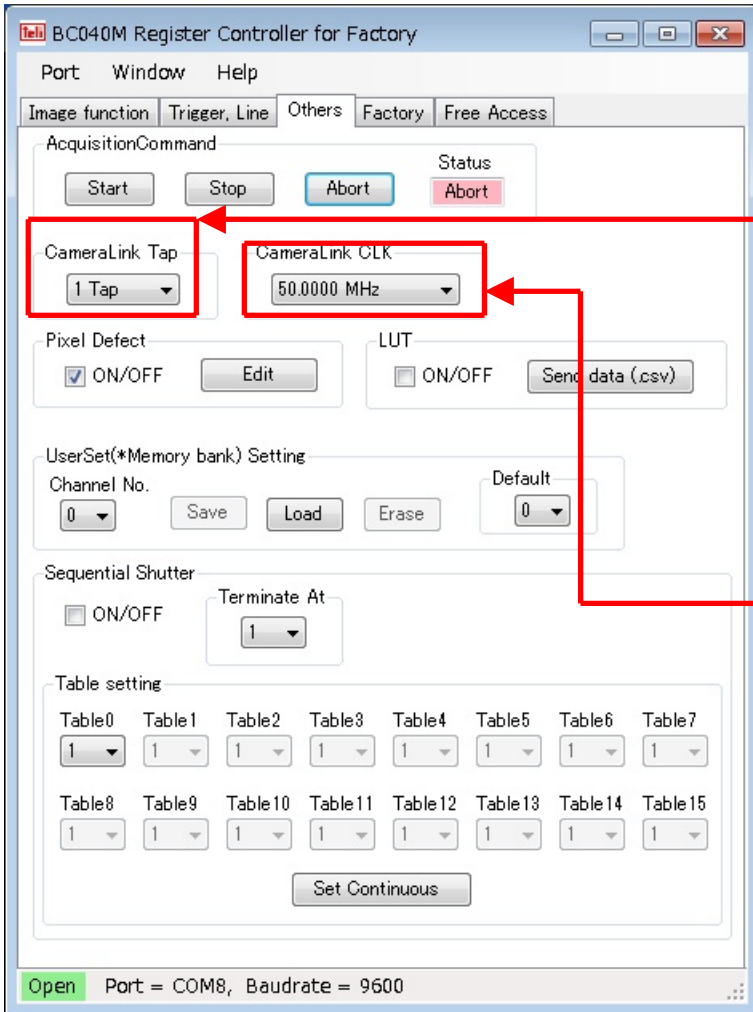 teli BC040M Register Controller for Factory
Port Window Help
Image function Trigger, Line Others Factory Free Access
AcquisitionCommand
Status
Start Stop Abort Abort
CameraLink Tap CameraLink CLK
1 Tap 50.0000 MHz
Pixel Defect LUT
ON/OFF Edit ON/OFF Send data (.csv)
UserSet(*Memory bank) Setting
Channel No. Default
0 Save Load Erase 0
Sequential Shutter
ON/OFF Terminate At
1
Table setting
Table0 Table1 Table2 Table3 Table4 Table5 Table6 Table7
1 1 1 1 1 1 1 1
Table8 Table9 Table10 Table11 Table12 Table13 Table14 Table15
1 1 1 1 1 1 1 1
Set Continuous
Open Port = COM8, Baudrate = 9600